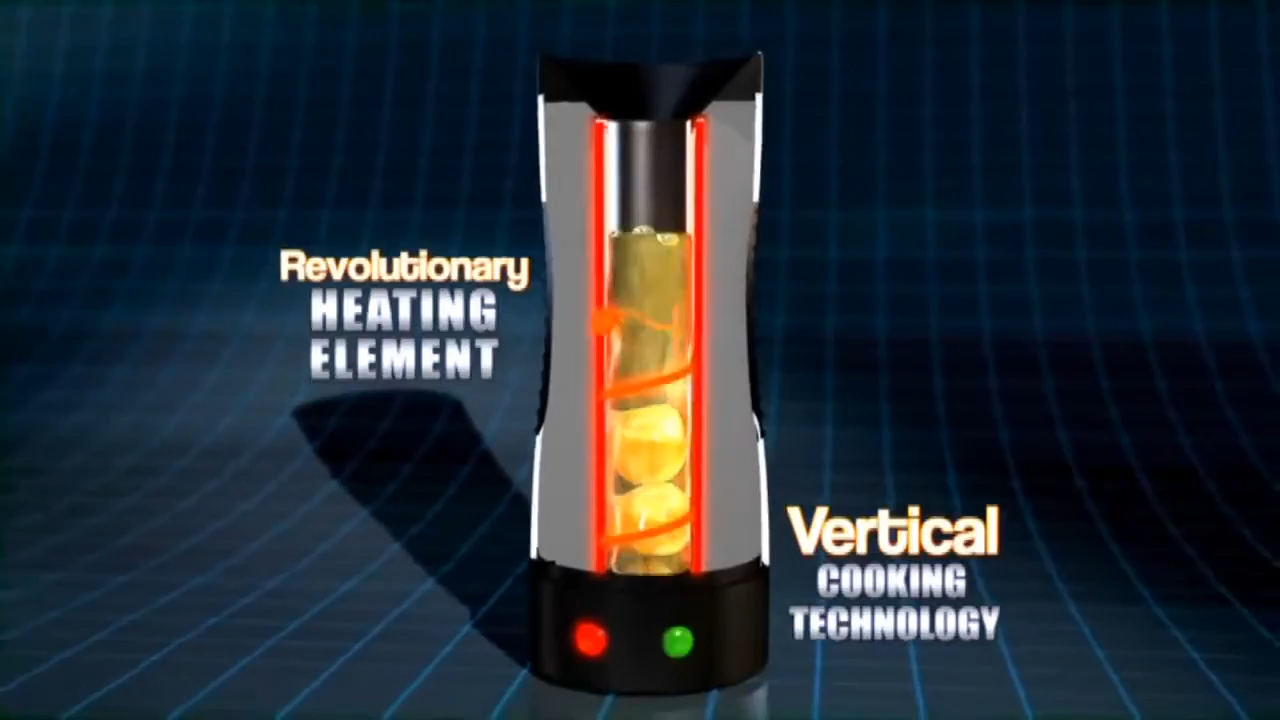 Revolutionary
HEATING
ELEMENT
Vertical
COOKING
TECHNOLOGY